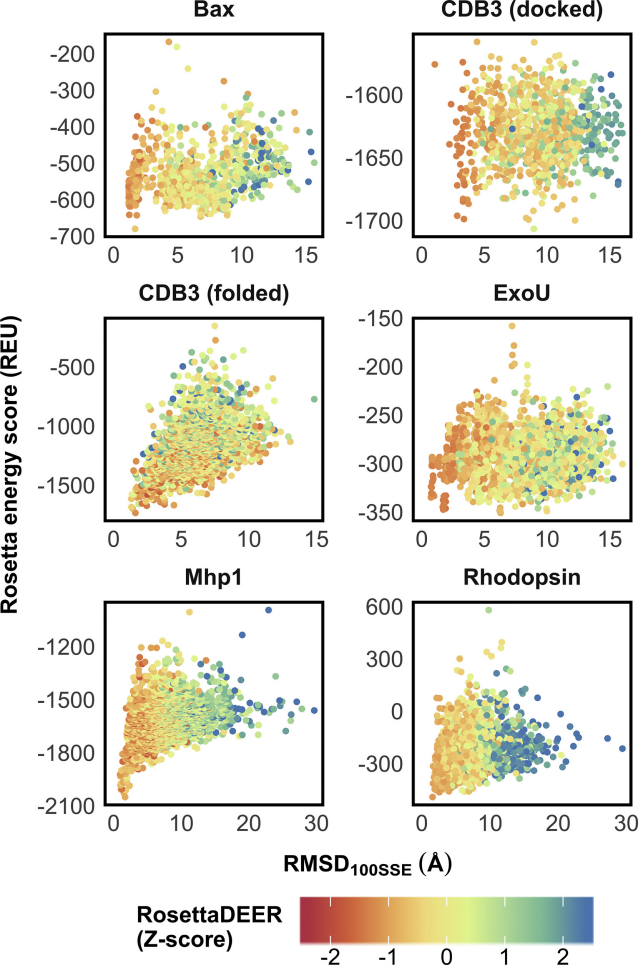 Bax
CDB3 (docked)
-200
-300
-400
-500
-600
-700
0 5 10 15
-1600
-1650
-1700
0 5 10 15
CDB3 (folded)
ExoU
-500
-1000
-1500
0 5 10 15
-150
-200
-250
-300
-350
0 5 10 15
Rosetta energy score (REU)
Mhp1
Rhodopsin
-1200
-1500
-1800
-2100
0 10 20 30
600
300
0
-300
0 10 20 30
RMSD100SSE (Å)
RosettaDEER
(Z-score)
-2 -1 0 1 2